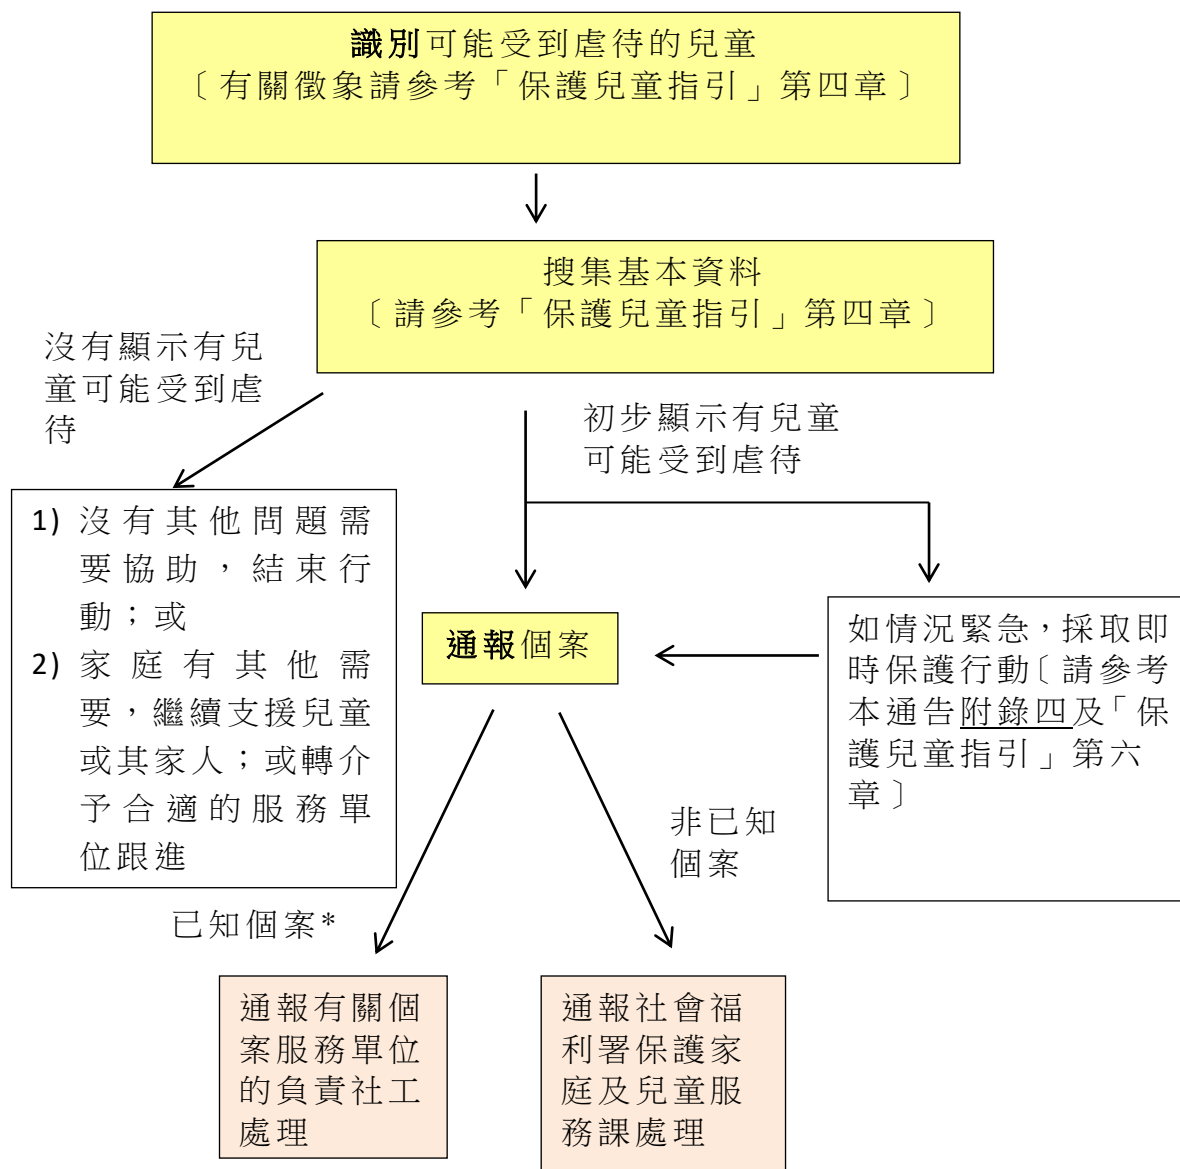 識別可能受到虐待的兒童
〔有關徵象請參考「保護兒童指引」第四章〕
搜集基本資料
〔請參考「保護兒童指引」第四章〕
沒有顯示有兒
童可能受到虐
待
初步顯示有兒童
可能受到虐待
1) 沒有其他問題需
要協助，結束行
動；或
2) 家庭有其他需
要，繼續支援兒童
或其家人；或轉介
予合適的服務單
位跟進
通報個案
如情況緊急，採取即
時保護行動〔請參考
本通告附錄四及「保
護兒童指引」第六
章〕
非已知
個案
已知個案*
通報有關個
案服務單位
的負責社工
處理
通報社會福
利署保護家
庭及兒童服
務課處理